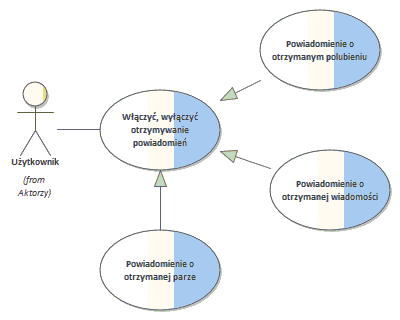 Powiadomienie o
otrzymanym polubieniu
Włączyć, wyłączyć
otrzymywanie
powiadomień
Użytkownik
(from
Aktorzy)
Powiadomienie o
otrzymanej wiadomości
Powiadomienie o
otrzymanej parze